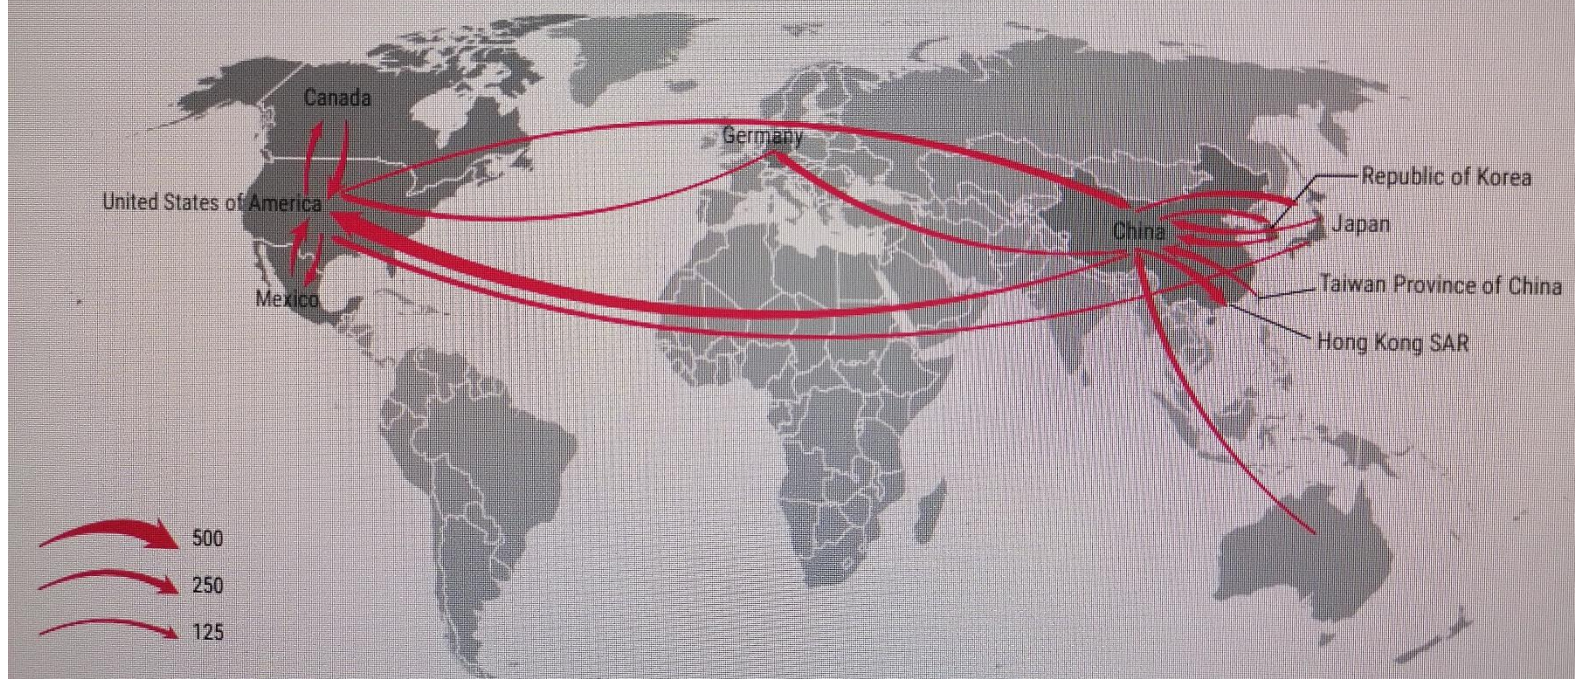 Canada
Germany
Republic of Korea
United States of America
Japan
China
Taiwan Province of China
Mexico
Hong Kong SAR
500
250
125